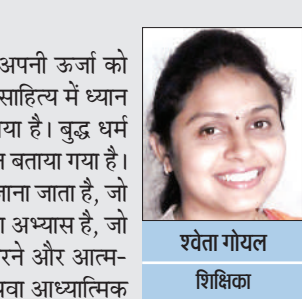 अपनी ऊर्जा को
साहित्य में ध्यान
या है। बुद्ध धर्म
बताया गया है।
जाना जाता है, जो
अभ्यास है, जो
रने और आत्म-
आध्यात्मिक
श्वेता गोयल
शिक्षिका